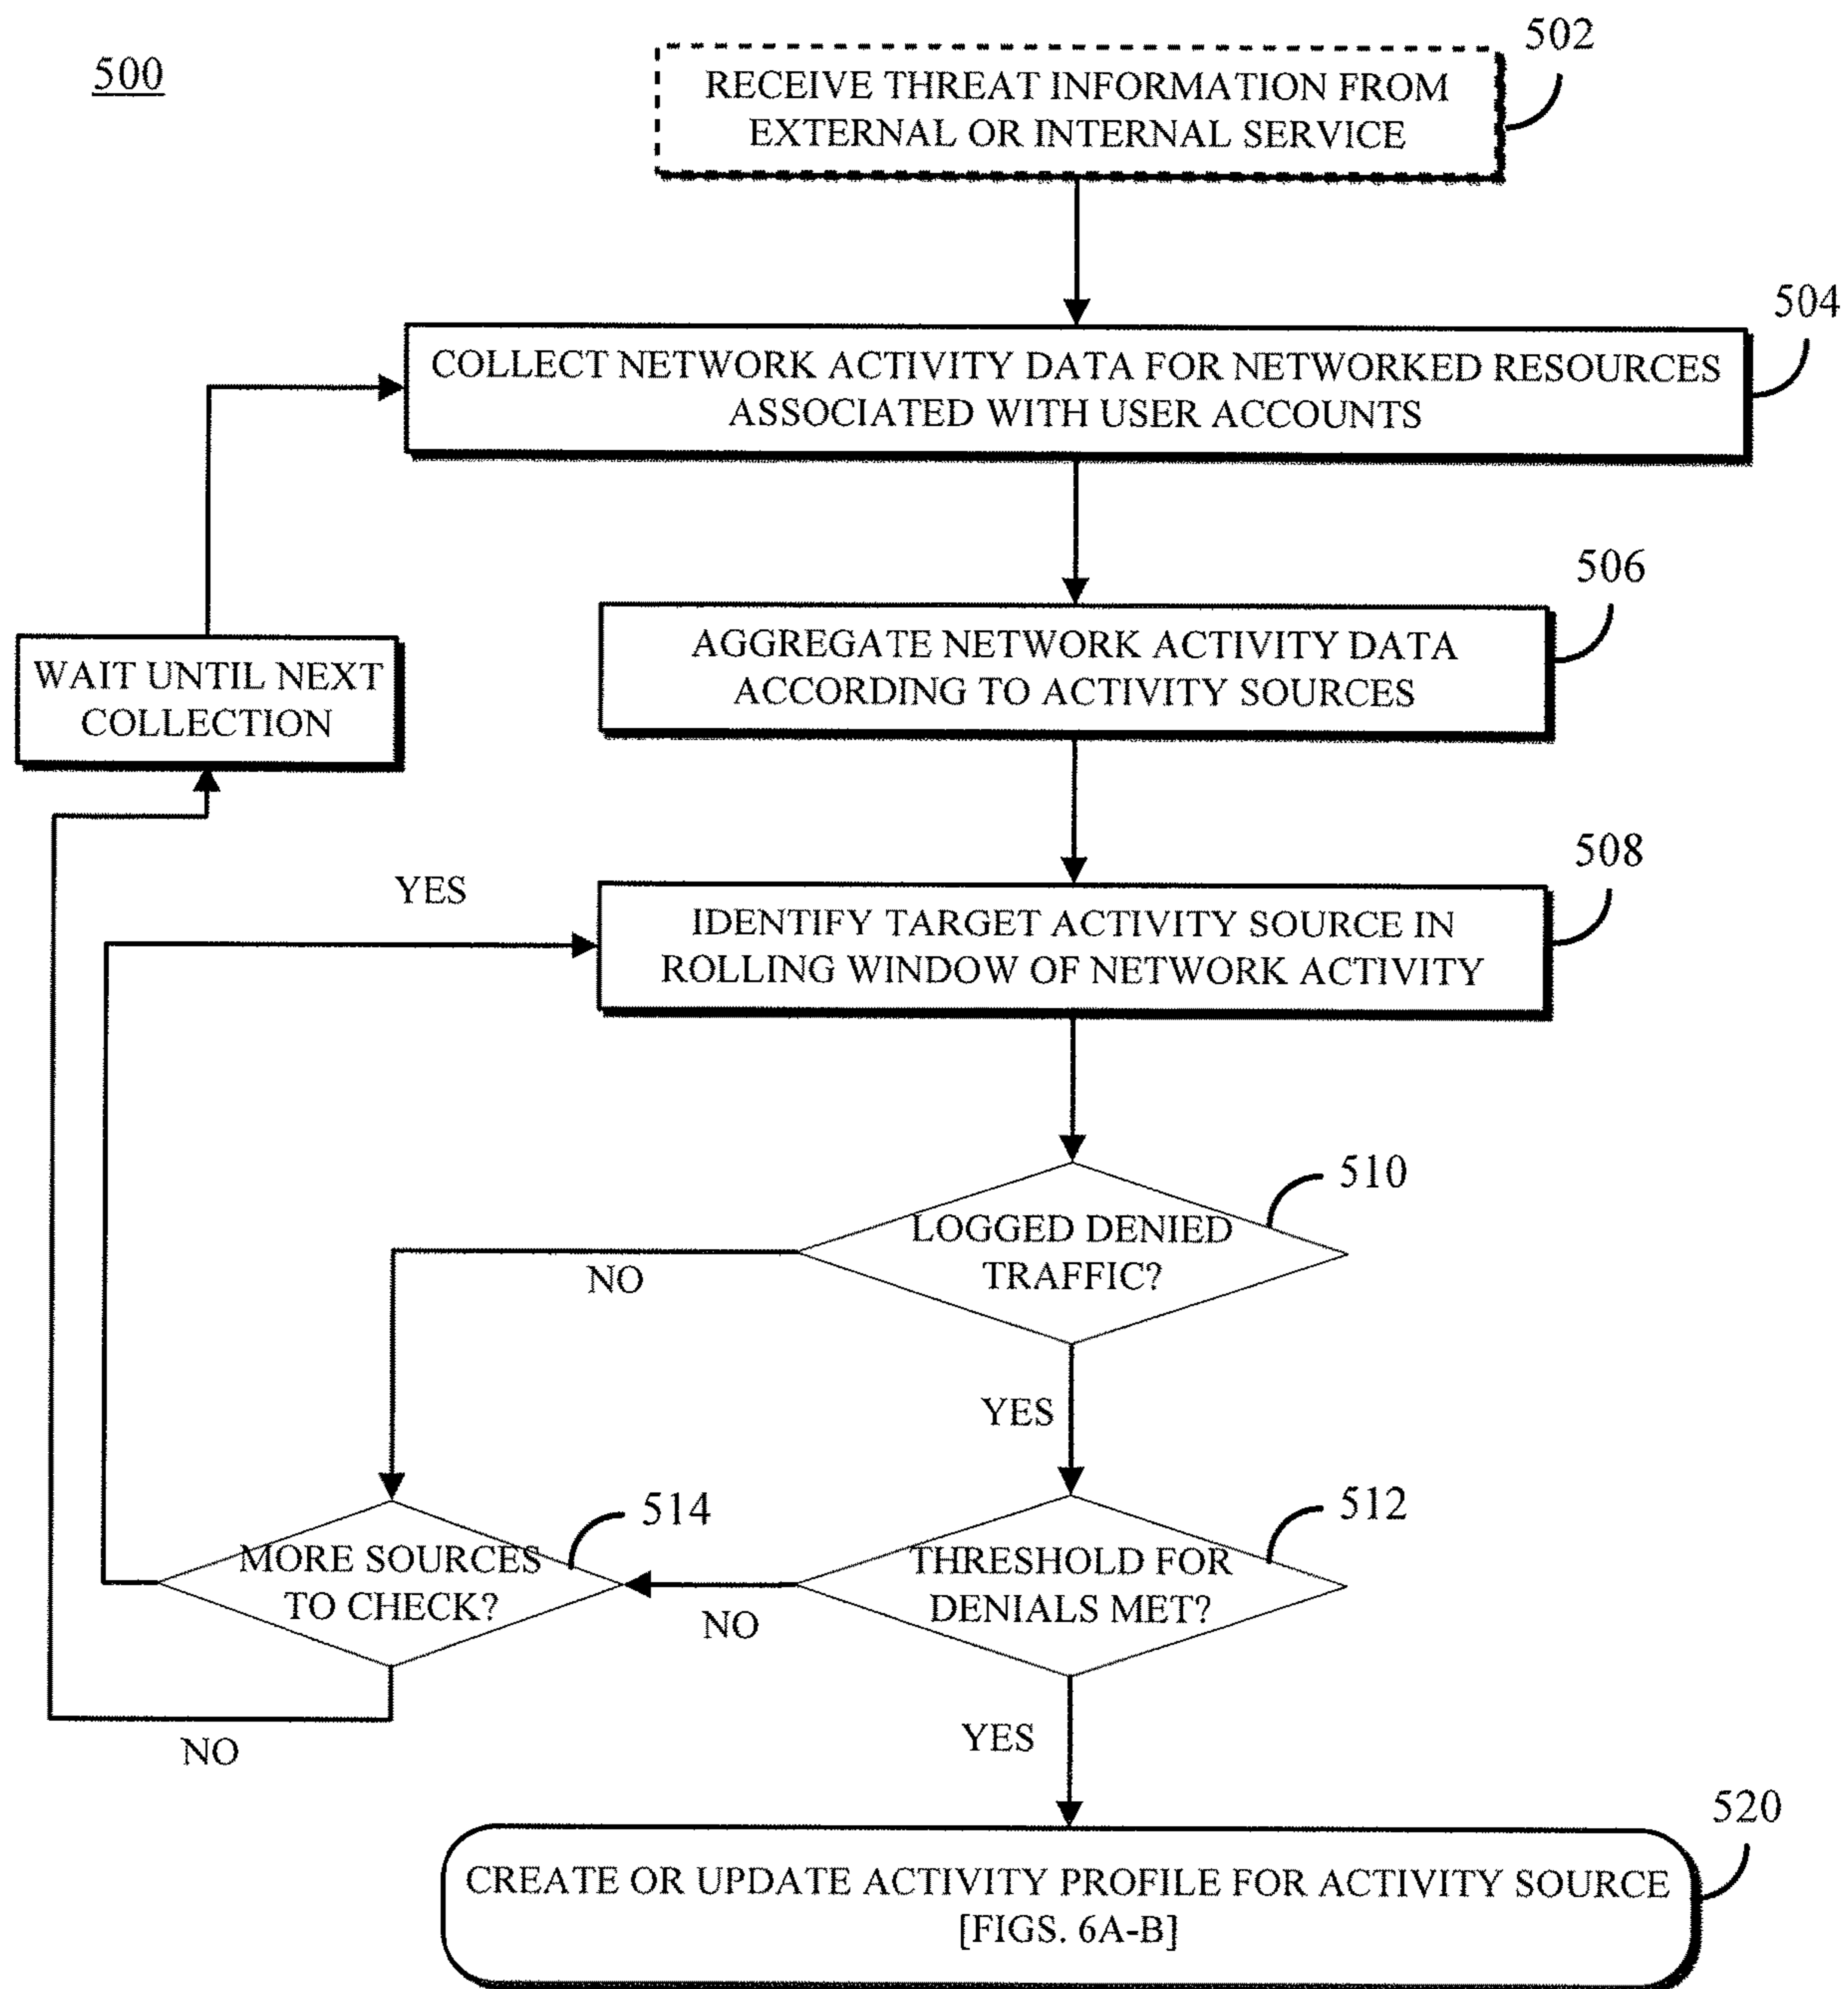 500
502
RECEIVE THREAT INFORMATION FROM
EXTERNAL OR INTERNAL SERVICE
504
COLLECT NETWORK ACTIVITY DATA FOR NETWORKED RESOURCES
ASSOCIATED WITH USER ACCOUNTS
506
AGGREGATE NETWORK ACTIVITY DATA
ACCORDING TO ACTIVITY SOURCES
WAIT UNTIL NEXT
COLLECTION
508
YES
IDENTIFY TARGET ACTIVITY SOURCE IN
ROLLING WINDOW OF NETWORK ACTIVITY
510
LOGGED DENIED
TRAFFIC?
NO
YES
512
514
THRESHOLD FOR
DENIALS MET?
MORE SOURCES
TO CHECK?
NO
YES
NO
520
CREATE OR UPDATE ACTIVITY PROFILE FOR ACTIVITY SOURCE
[FIGS. 6A-B]